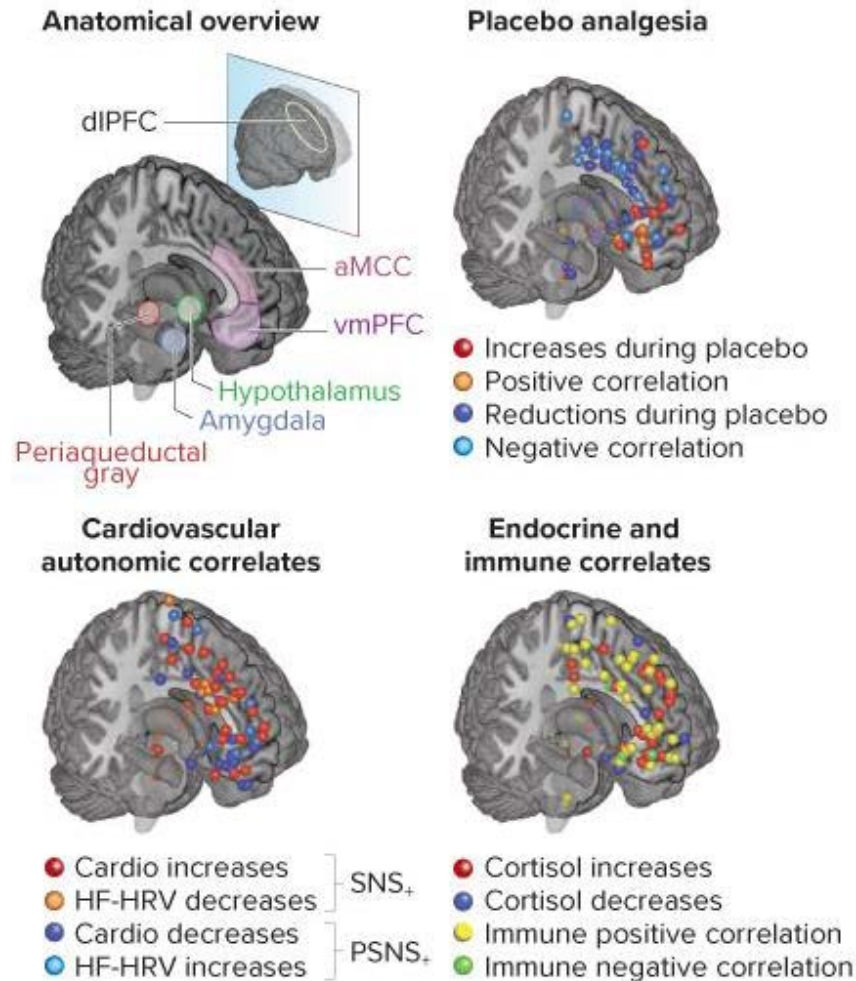 Anatomical overview
dlPFC
aMCC
vmPFC
Hypothalamus
Amygdala
Periaqueductal
gray
Placebo analgesia
Increases during placebo
Positive correlation
Reductions during placebo
Negative correlation
Cardiovascular
autonomic correlates
Cardio increases
HF-HRV decreases
SNS+
Cardio decreases
HF-HRV increases
PSNS+
Endocrine and
immune correlates
Cortisol increases
Cortisol decreases
Immune positive correlation
Immune negative correlation